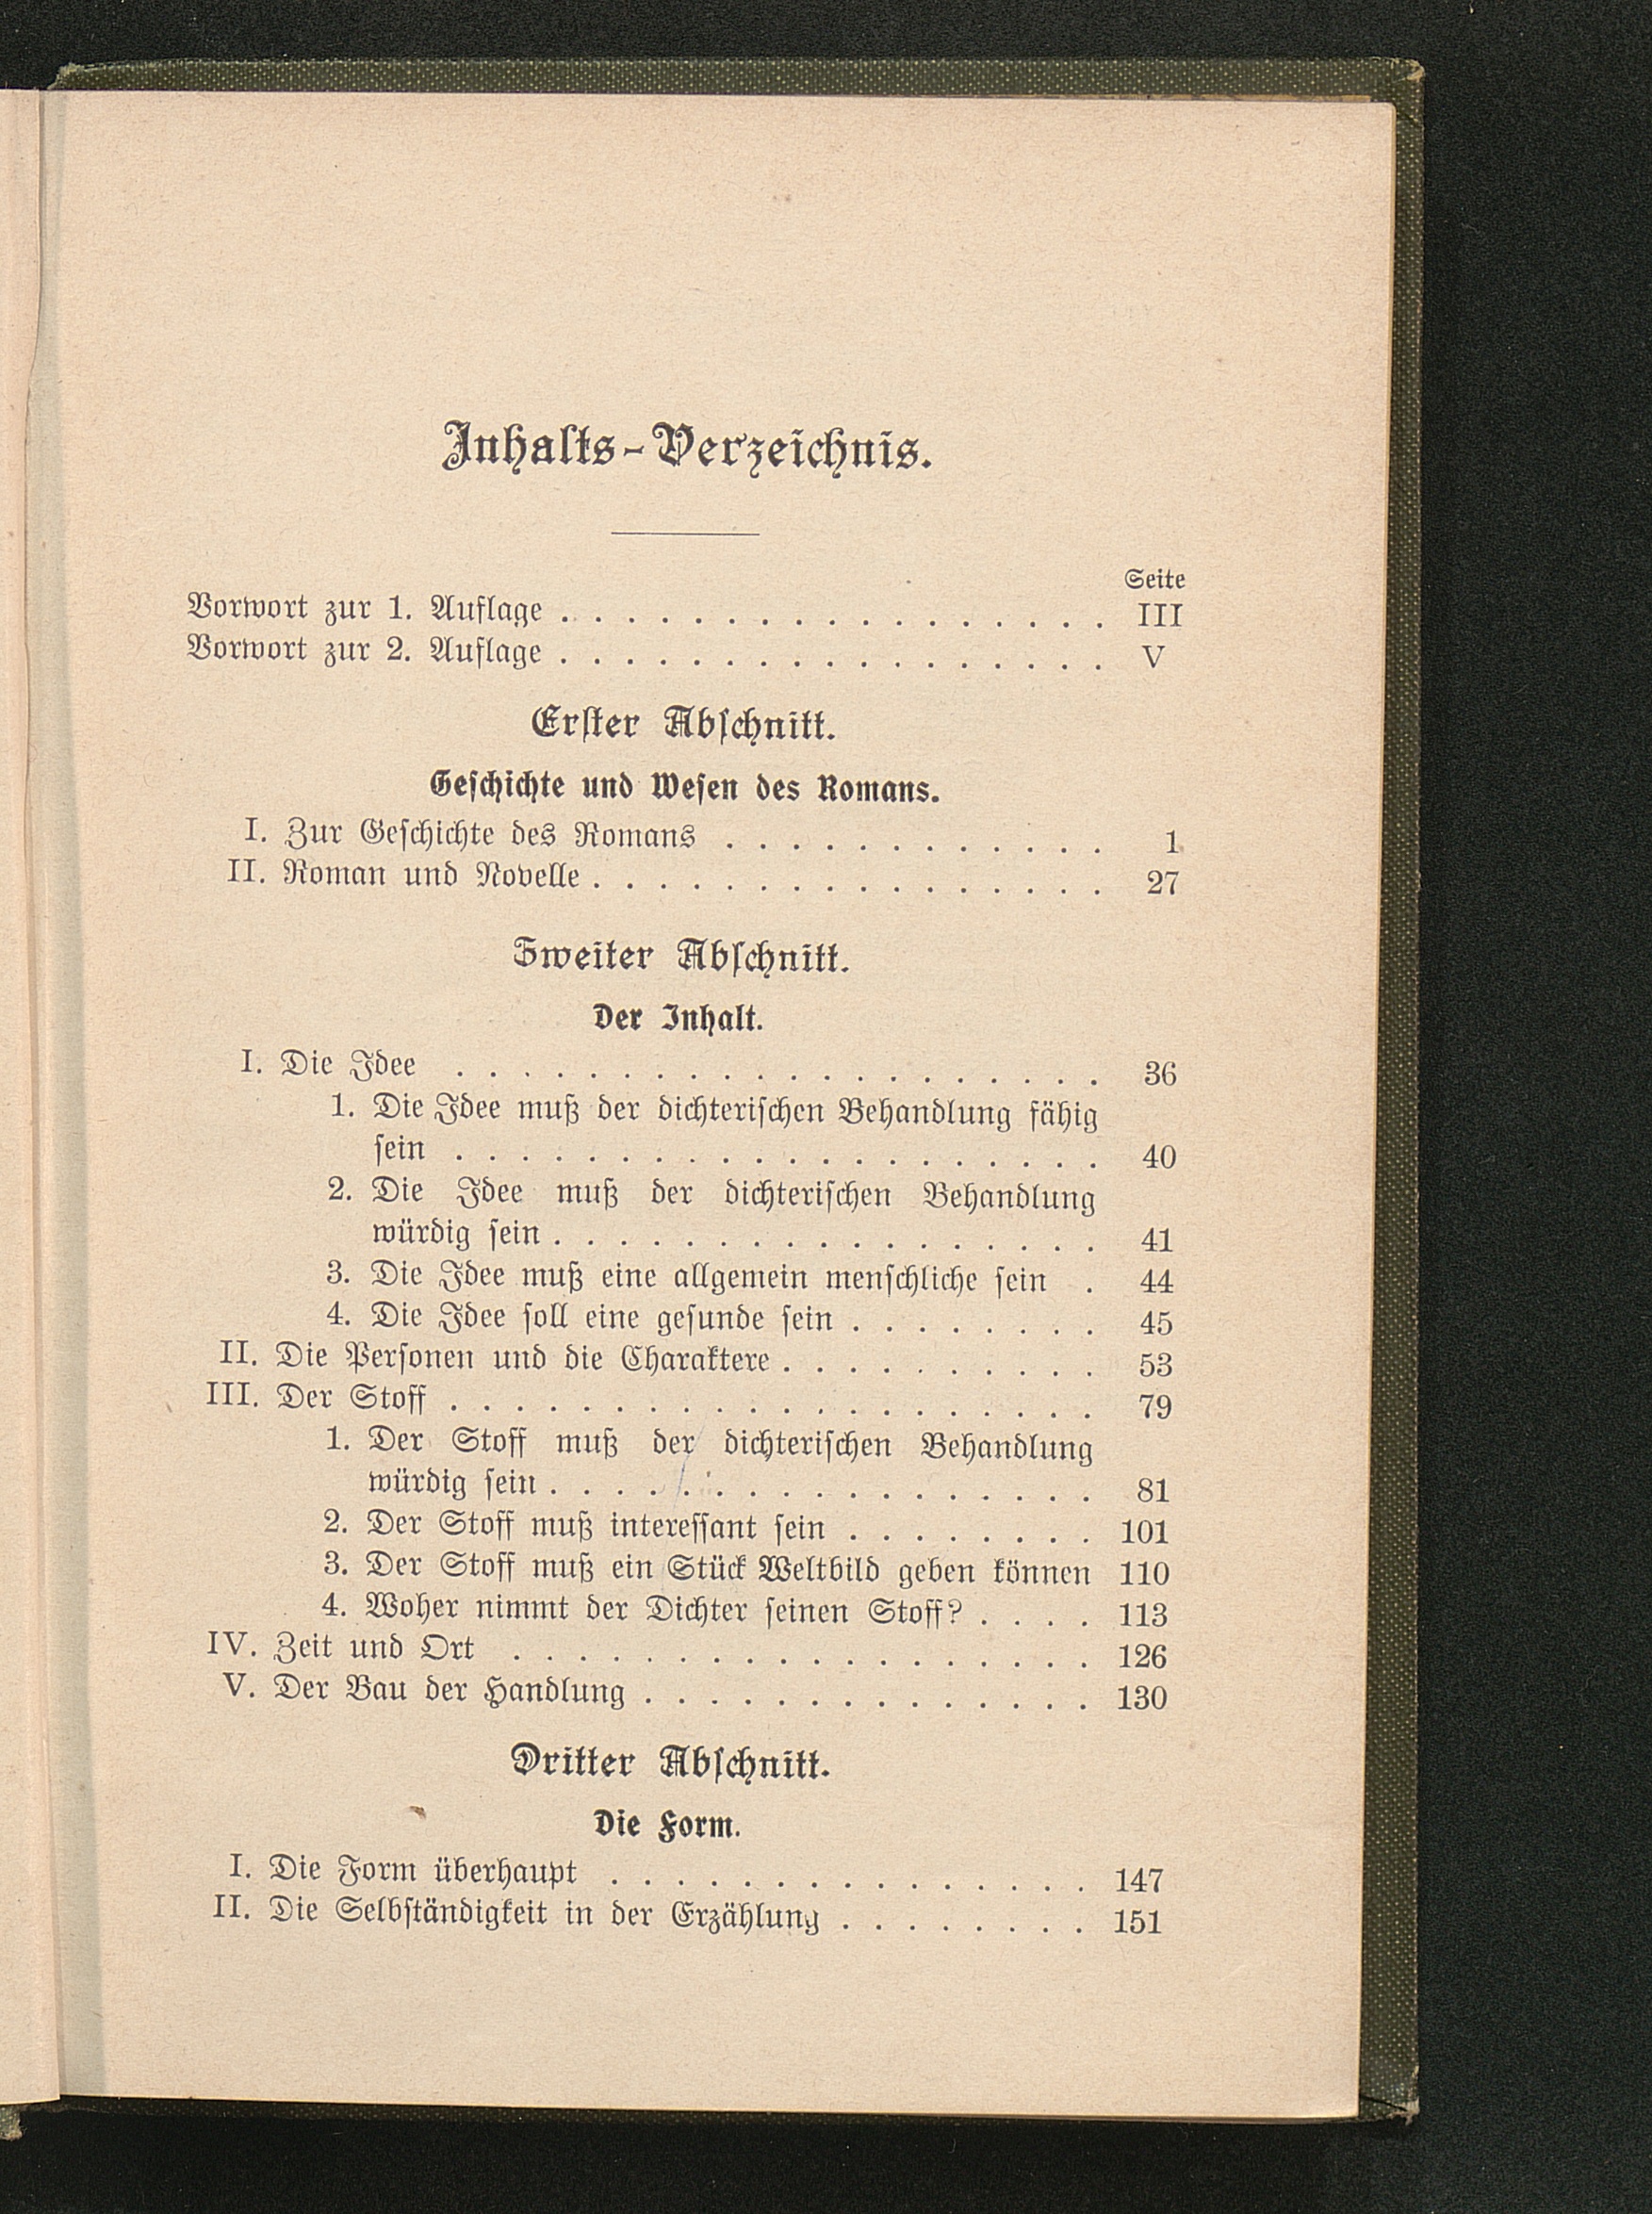 Inhalts-Verzeichnis.
Seite
Vorwort zur 1. Auflage . . . . . . . . . . . . . . . . . III
Vorwort zur 2. Auflage . . . . . . . . . . . . . . . . . V
Erster Abschnitt.
Geschichte und Wesen des Romans.
I. Zur Geschichte des Romans . . . . . . . . . . . . 1
II. Roman und Novelle . . . . . . . . . . . . . . . . 27
Zweiter Abschnitt.
Der Inhalt.
I. Die Idee . . . . . . . . . . . . . . . . . . . . 36
1. Die Idee muß der dichterischen Behandlung fähig
sein . . . . . . . . . . . . . . . . . . . . 40
2. Die Idee muß der dichterischen Behandlung
würdig sein . . . . . . . . . . . . . . . . . 41
3. Die Idee muß eine allgemein menschliche sein . 44
4. Die Idee soll eine gesunde sein . . . . . . . . 45
II. Die Personen und die Charaktere . . . . . . . . . . 53
III. Der Stoff . . . . . . . . . . . . . . . . . . . . 79
1. Der Stoff muß der dichterischen Behandlung
würdig sein . . . . . . . . . . . . . . . . . 81
2. Der Stoff muß interessant sein . . . . . . . . 101
3. Der Stoff muß ein Stück Weltbild geben können 110
4. Woher nimmt der Dichter seinen Stoff? . . . . 113
IV. Zeit und Ort . . . . . . . . . . . . . . . . . . 126
V. Der Bau der Handlung . . . . . . . . . . . . . . 130
Dritter Abschnitt.
Die Form.
I. Die Form überhaupt . . . . . . . . . . . . . . . 147
II. Die Selbständigkeit in der Erzählung . . . . . . . . 151